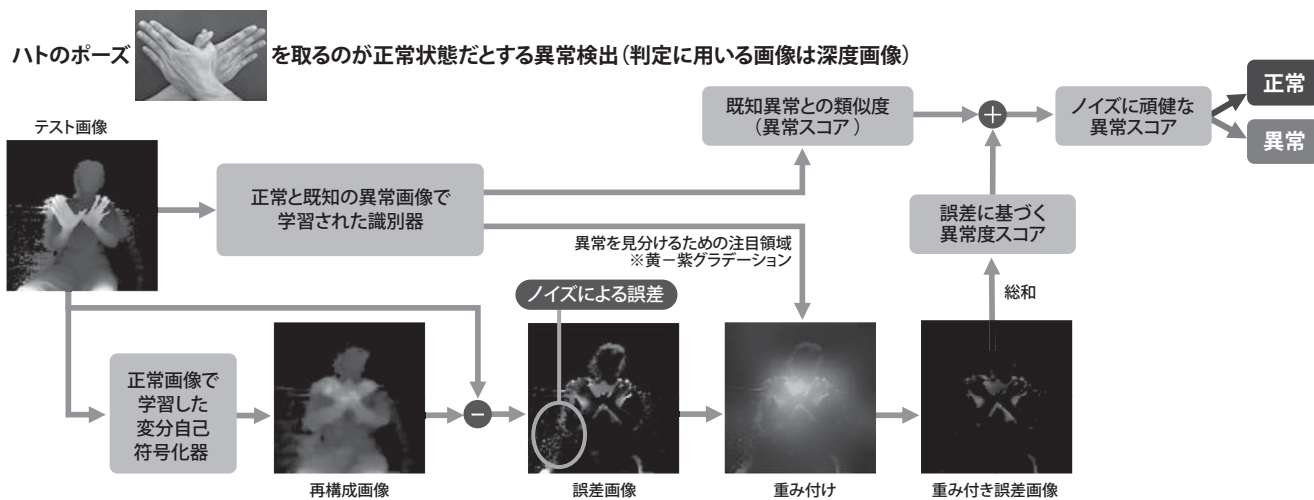 ハトのポーズ を取るのが正常状態だとする異常検出（判定に用いる画像は深度画像）
テスト画像
正常と既知の異常画像で
学習された識別器
既知異常との類似度
（異常スコア）
＋
ノイズに頑健な
異常スコア
正常
異常
誤差に基づく
異常度スコア
異常を見分けるための注目領域
※黄－紫グラデーション
総和
ノイズによる誤差
正常画像で
学習した
変分自己
符号化器
－
再構成画像
誤差画像
重み付け
重み付き誤差画像